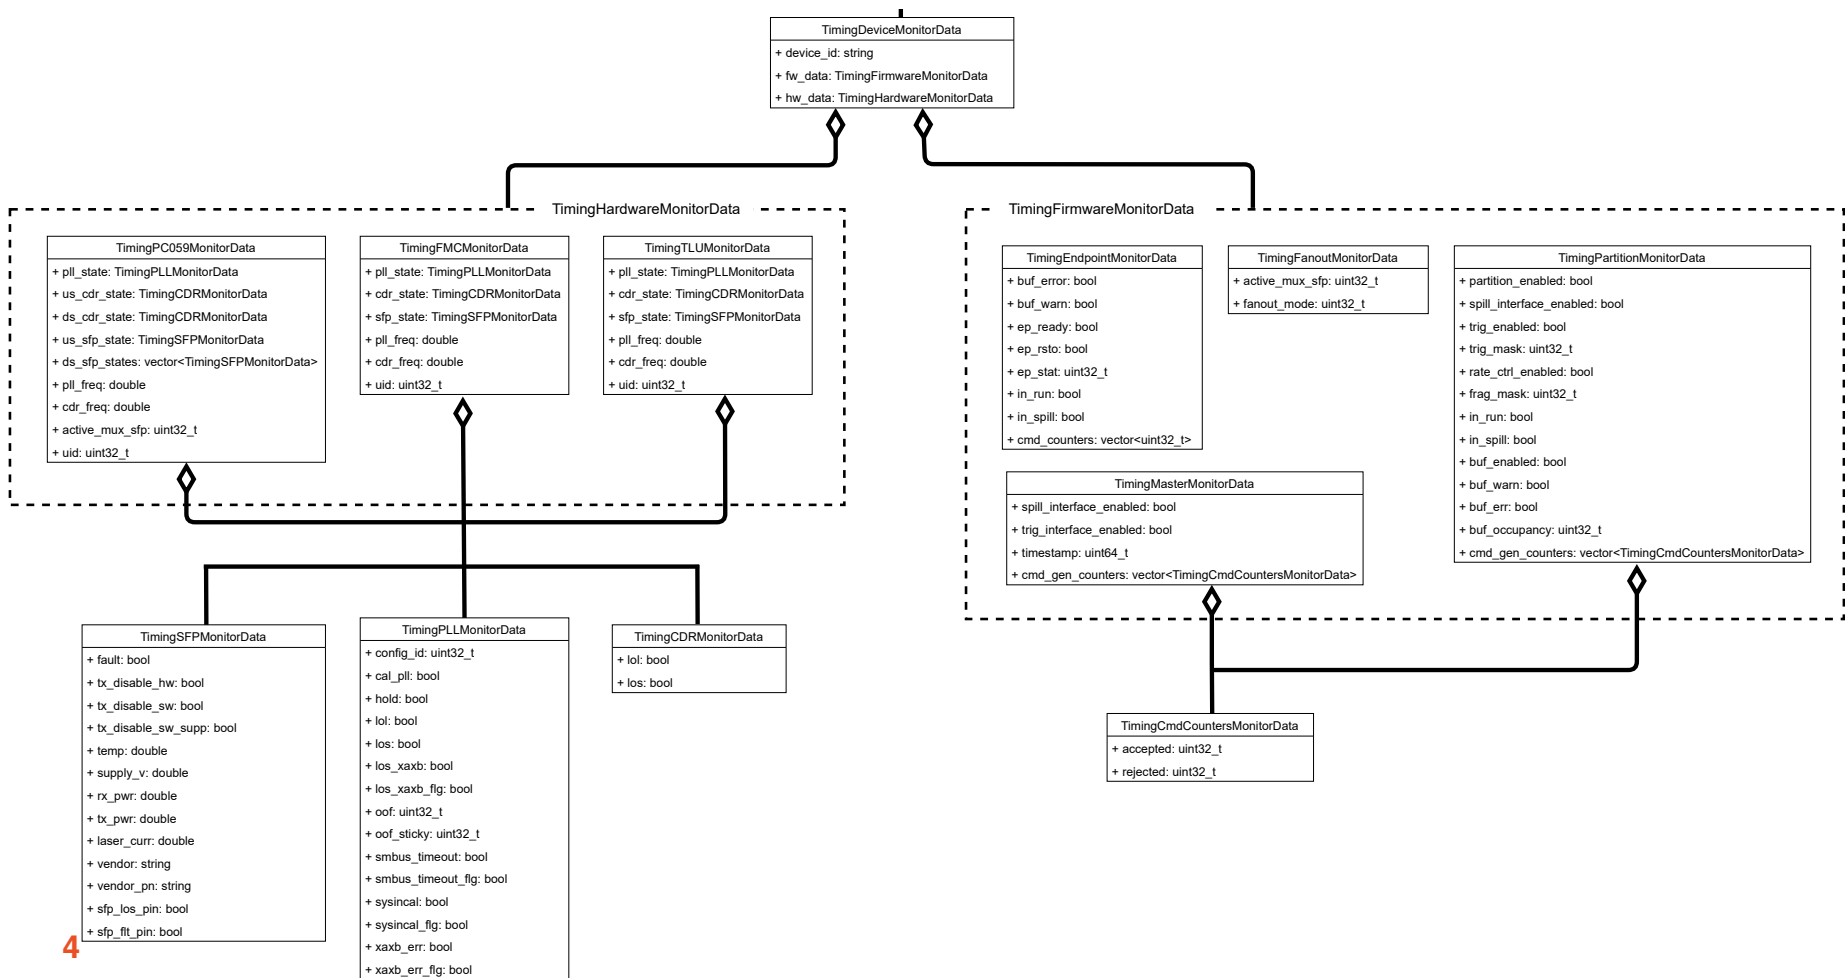 TimingDeviceMonitorData
+ device_id: string
+ fw_data: TimingFirmwareMonitorData
+ hw_data: TimingHardwareMonitorData
TimingHardwareMonitorData
TimingPC059MonitorData
+ pll_state: TimingPLLMonitorData
+ us_cdr_state: TimingCDRMonitorData
+ ds_cdr_state: TimingCDRMonitorData
+ us_sfp_state: TimingSFPMonitorData
+ ds_sfp_states: vector<TimingSFPMonitorData>
+ pll_freq: double
+ cdr_freq: double
+ active_mux_sfp: uint32_t
+ uid: uint32_t
TimingFMCMonitorData
+ pll_state: TimingPLLMonitorData
+ cdr_state: TimingCDRMonitorData
+ sfp_state: TimingSFPMonitorData
+ pll_freq: double
+ cdr_freq: double
+ uid: uint32_t
TimingTLUMonitorData
+ pll_state: TimingPLLMonitorData
+ cdr_state: TimingCDRMonitorData
+ sfp_state: TimingSFPMonitorData
+ pll_freq: double
+ cdr_freq: double
+ uid: uint32_t
TimingFirmwareMonitorData
TimingEndpointMonitorData
+ buf_error: bool
+ buf_warn: bool
+ ep_ready: bool
+ ep_rsto: bool
+ ep_stat: uint32_t
+ in_run: bool
+ in_spill: bool
+ cmd_counters: vector<uint32_t>
TimingFanoutMonitorData
+ active_mux_sfp: uint32_t
+ fanout_mode: uint32_t
TimingPartitionMonitorData
+ partition_enabled: bool
+ spill_interface_enabled: bool
+ trig_enabled: bool
+ trig_mask: uint32_t
+ rate_ctrl_enabled: bool
+ frag_mask: uint32_t
+ in_run: bool
+ in_spill: bool
+ buf_enabled: bool
+ buf_warn: bool
+ buf_err: bool
+ buf_occupancy: uint32_t
+ cmd_gen_counters: vector<TimingCmdCountersMonitorData>
TimingMasterMonitorData
+ spill_interface_enabled: bool
+ trig_interface_enabled: bool
+ timestamp: uint64_t
+ cmd_gen_counters: vector<TimingCmdCountersMonitorData>
TimingSFPMonitorData
+ fault: bool
+ tx_disable_hw: bool
+ tx_disable_sw: bool
+ tx_disable_sw_supp: bool
+ temp: double
+ supply_v: double
+ rx_pwr: double
+ tx_pwr: double
+ laser_curr: double
+ vendor: string
+ vendor_pn: string
+ sfp_los_pin: bool
+ sfp_flt_pin: bool
TimingPLLMonitorData
+ config_id: uint32_t
+ cal_pll: bool
+ hold: bool
+ lol: bool
+ los: bool
+ los_xaxb: bool
+ los_xaxb_flg: bool
+ oof: uint32_t
+ oof_sticky: uint32_t
+ smbus_timeout: bool
+ smbus_timeout_flg: bool
+ sysincal: bool
+ sysincal_flg: bool
+ xaxb_err: bool
+ xaxb_err_flg: bool
TimingCDRMonitorData
+ lol: bool
+ los: bool
TimingCmdCountersMonitorData
+ accepted: uint32_t
+ rejected: uint32_t
4